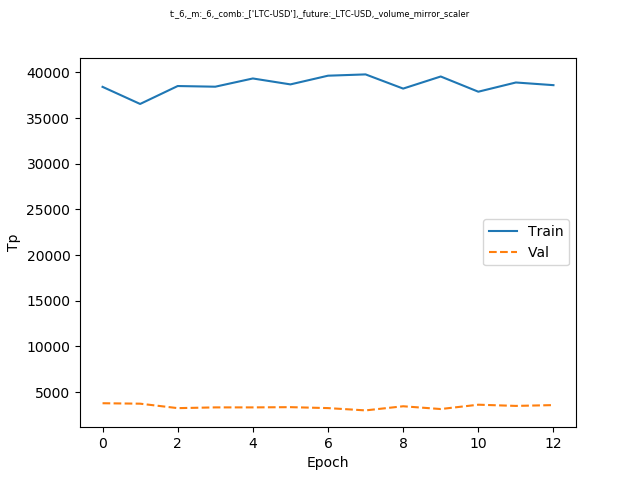 t:_6,_m:_6,_comb:_['LTC-USD'],_future:_LTC-USD,_volume_mirror_scaler
40000
35000
30000
25000
20000
15000
10000
5000
Tp
Train
Val
0 2 4 6 8 10 12
Epoch